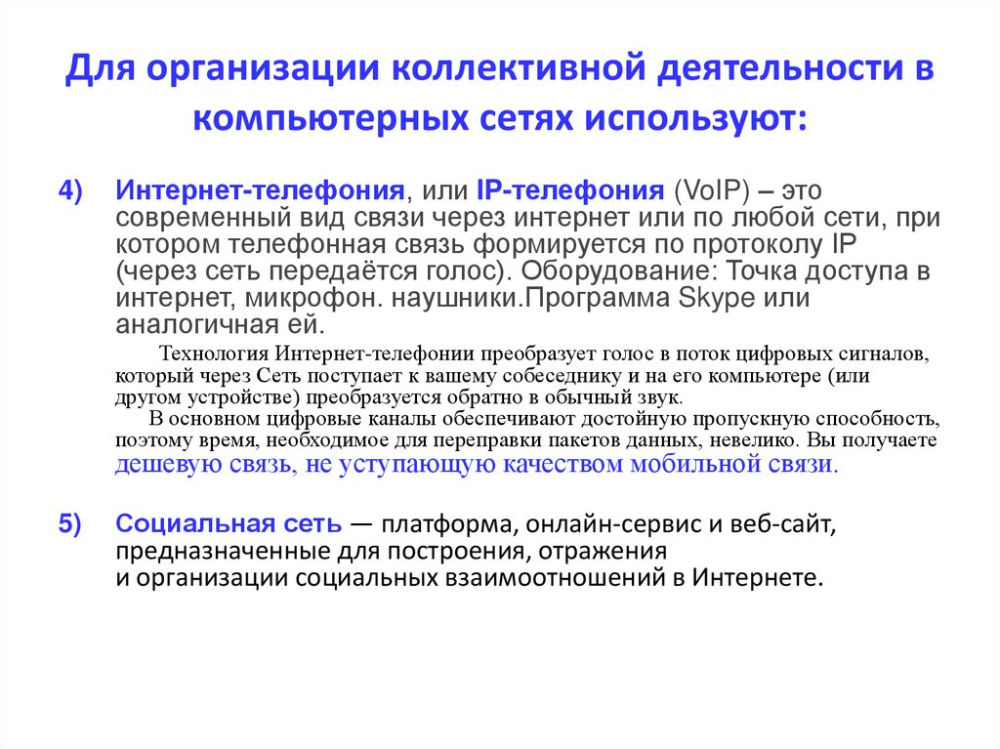 Для организации коллективной деятельности в
компьютерных сетях используют:
4) Интернет-телефония, или IP-телефония (VoIP) – это
современный вид связи через интернет или по любой сети, при
котором телефонная связь формируется по протоколу IP
(через сеть передаётся голос). Оборудование: Точка доступа в
интернет, микрофон. наушники.Программа Skype или
аналогичная ей.
Технология Интернет-телефонии преобразует голос в поток цифровых сигналов,
который через Сеть поступает к вашему собеседнику и на его компьютере (или
другом устройстве) преобразуется обратно в обычный звук.
В основном цифровые каналы обеспечивают достойную пропускную способность,
поэтому время, необходимое для переправки пакетов данных, невелико. Вы получаете
дешевую связь, не уступающую качеством мобильной связи.
5) Социальная сеть — платформа, онлайн-сервис и веб-сайт,
предназначенные для построения, отражения
и организации социальных взаимоотношений в Интернете.